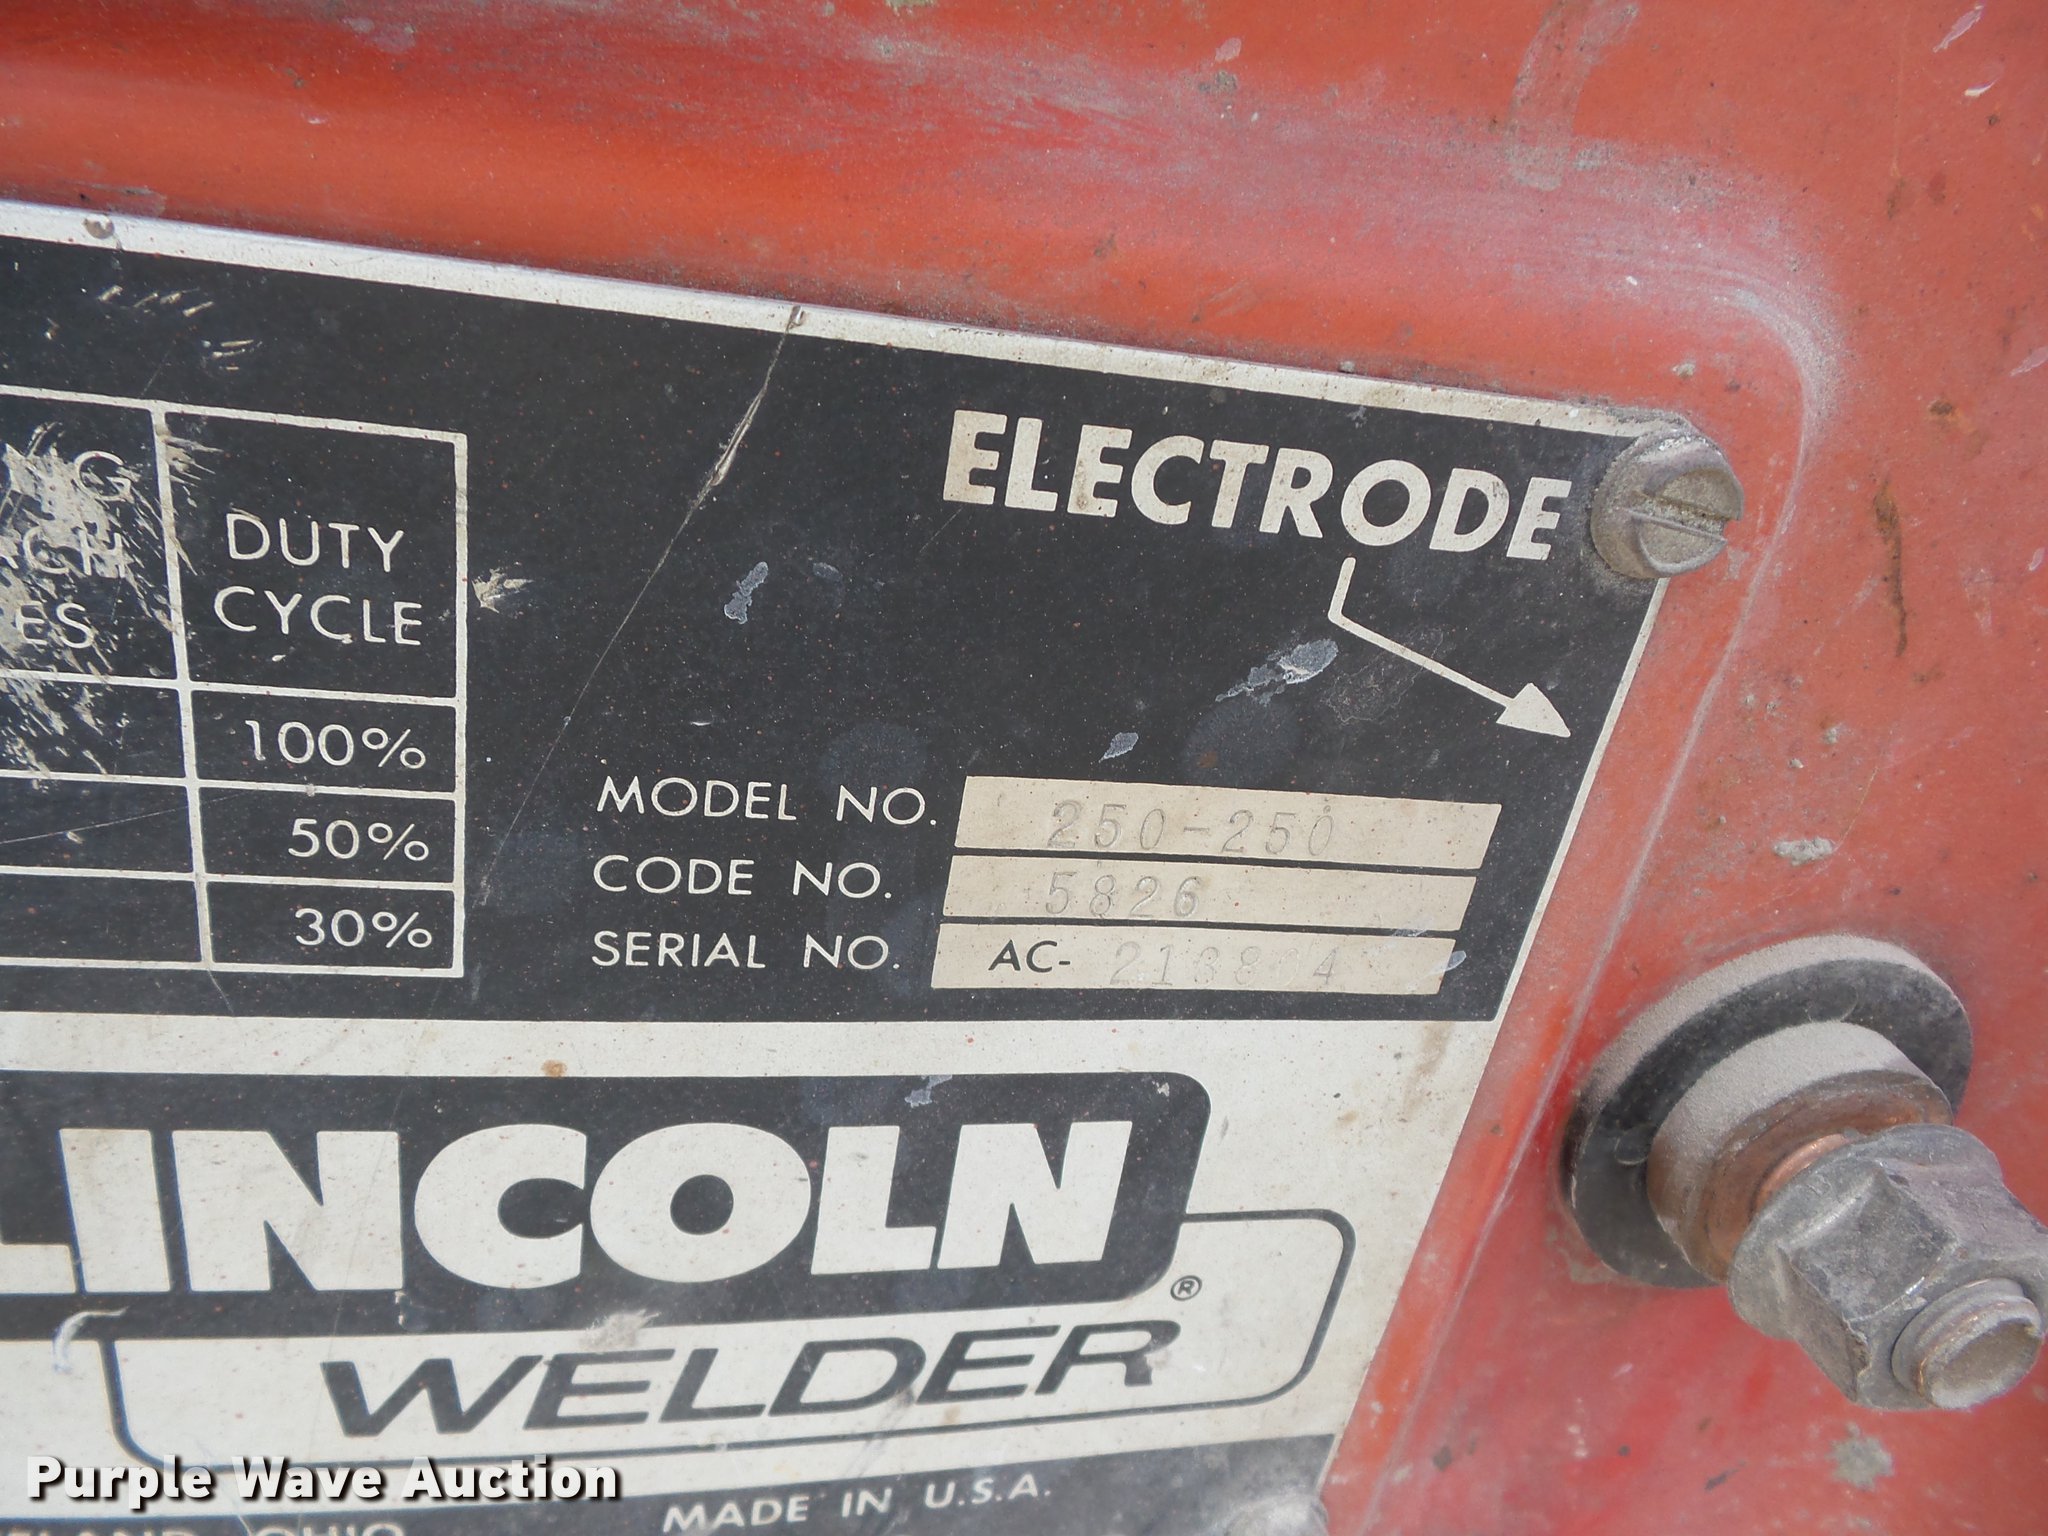 ELECTRODE
DUTY
CYCLE
100%
50%
30%
MODEL NO. 250-250
CODE NO. 5826
SERIAL NO. AC-
LINCOLN
®
WELDER
MADE IN U.S.A.
OHIO
Purple Wave Auction